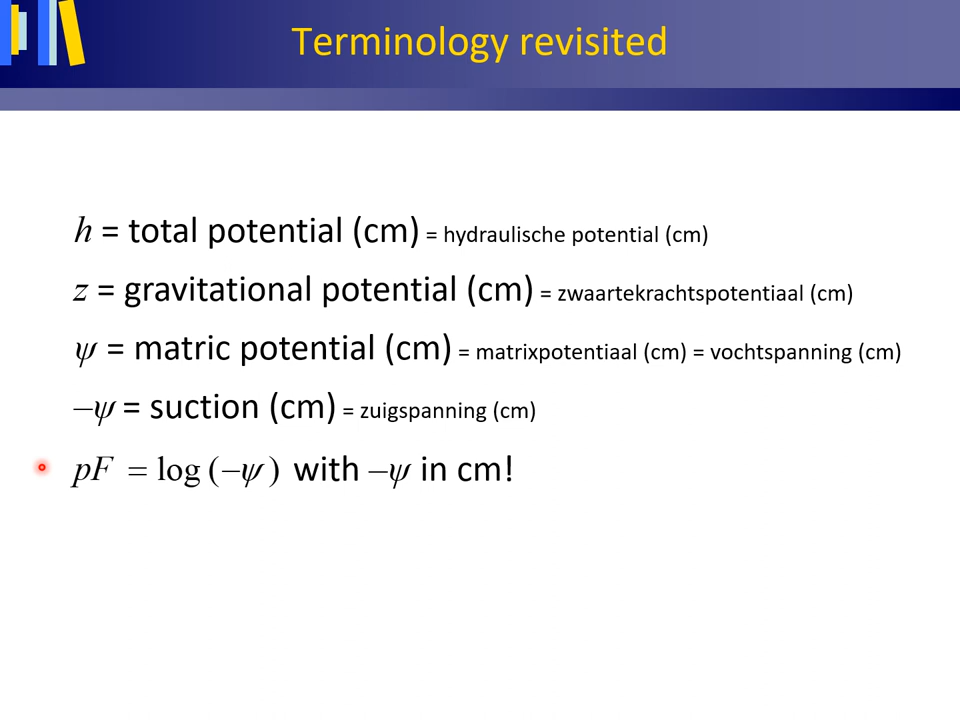 Terminology revisited
h = total potential (cm) = hydraulische potential (cm)
z = gravitational potential (cm) = zwaartekrachtspotentiaal (cm)
ψ = matric potential (cm) = matrixpotentiaal (cm) = vochtspanning (cm)
–ψ = suction (cm) = zuigspanning (cm)
pF = log (–ψ) with –ψ in cm!